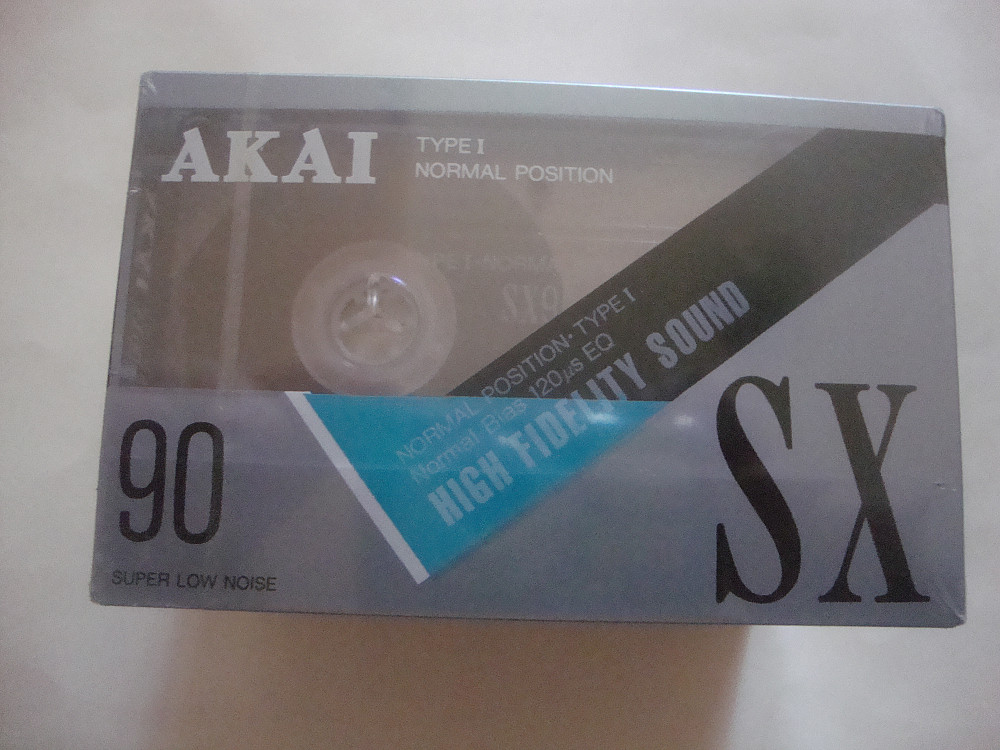 AKAI
TYPE I
NORMAL POSITION
NORMAL POSITION·TYPE I
Normal Bias 120µs EQ
HIGH FIDELITY SOUND
90
SUPER LOW NOISE
SX